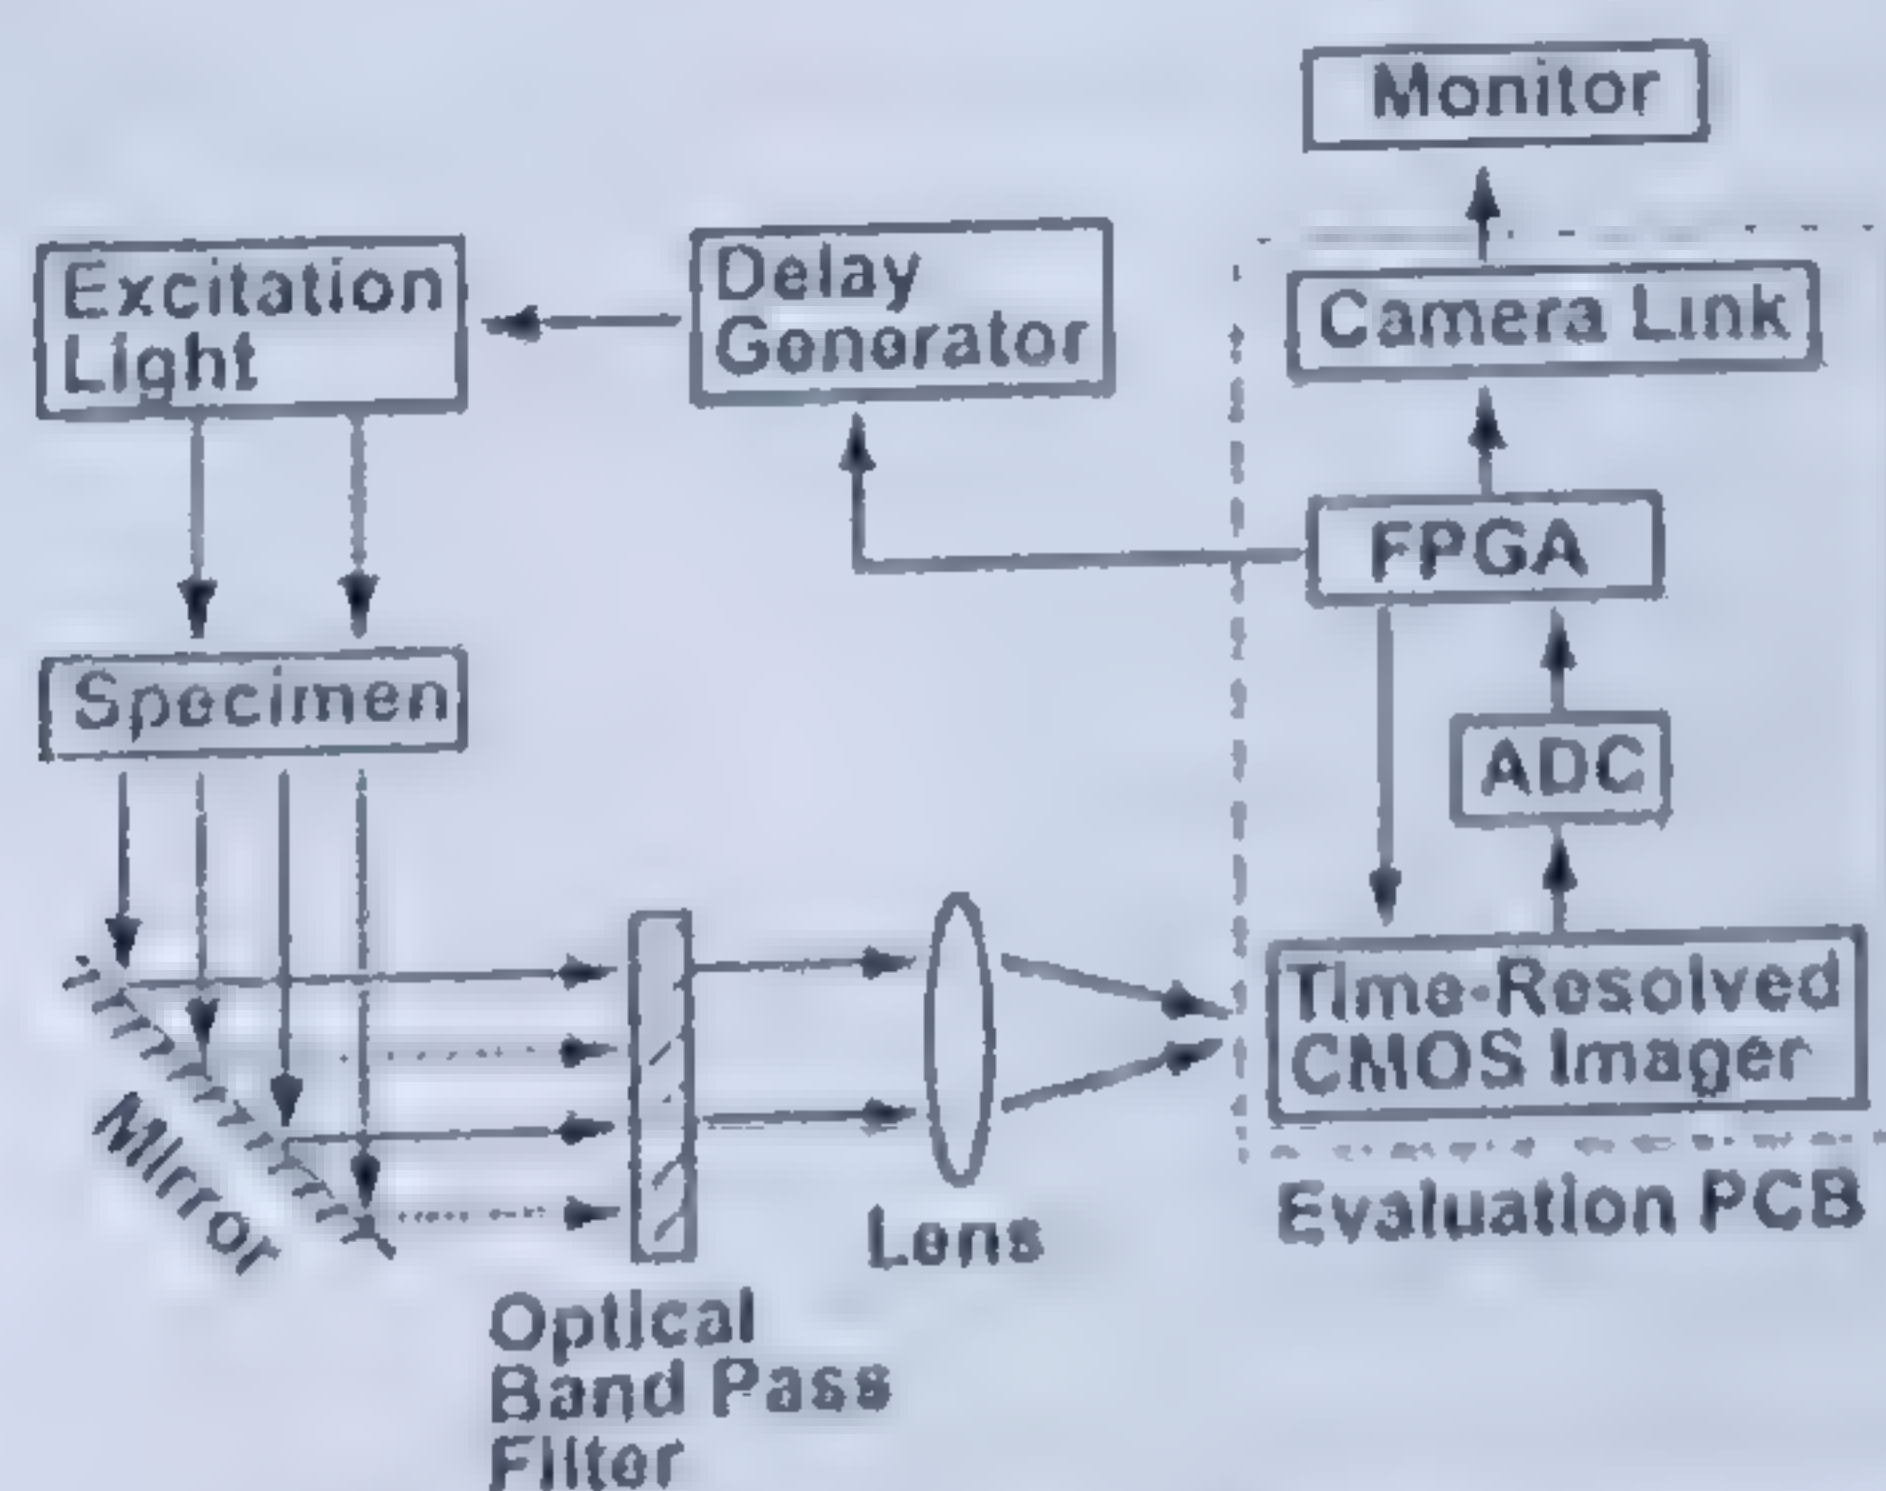 Monitor
Excitation
Light
Delay
Generator
Camera Link
FPGA
Specimen
ADC
Time-Resolved
CMOS Imager
Mirror
Evaluation PCB
Lens
Optical
Band Pass
Filter